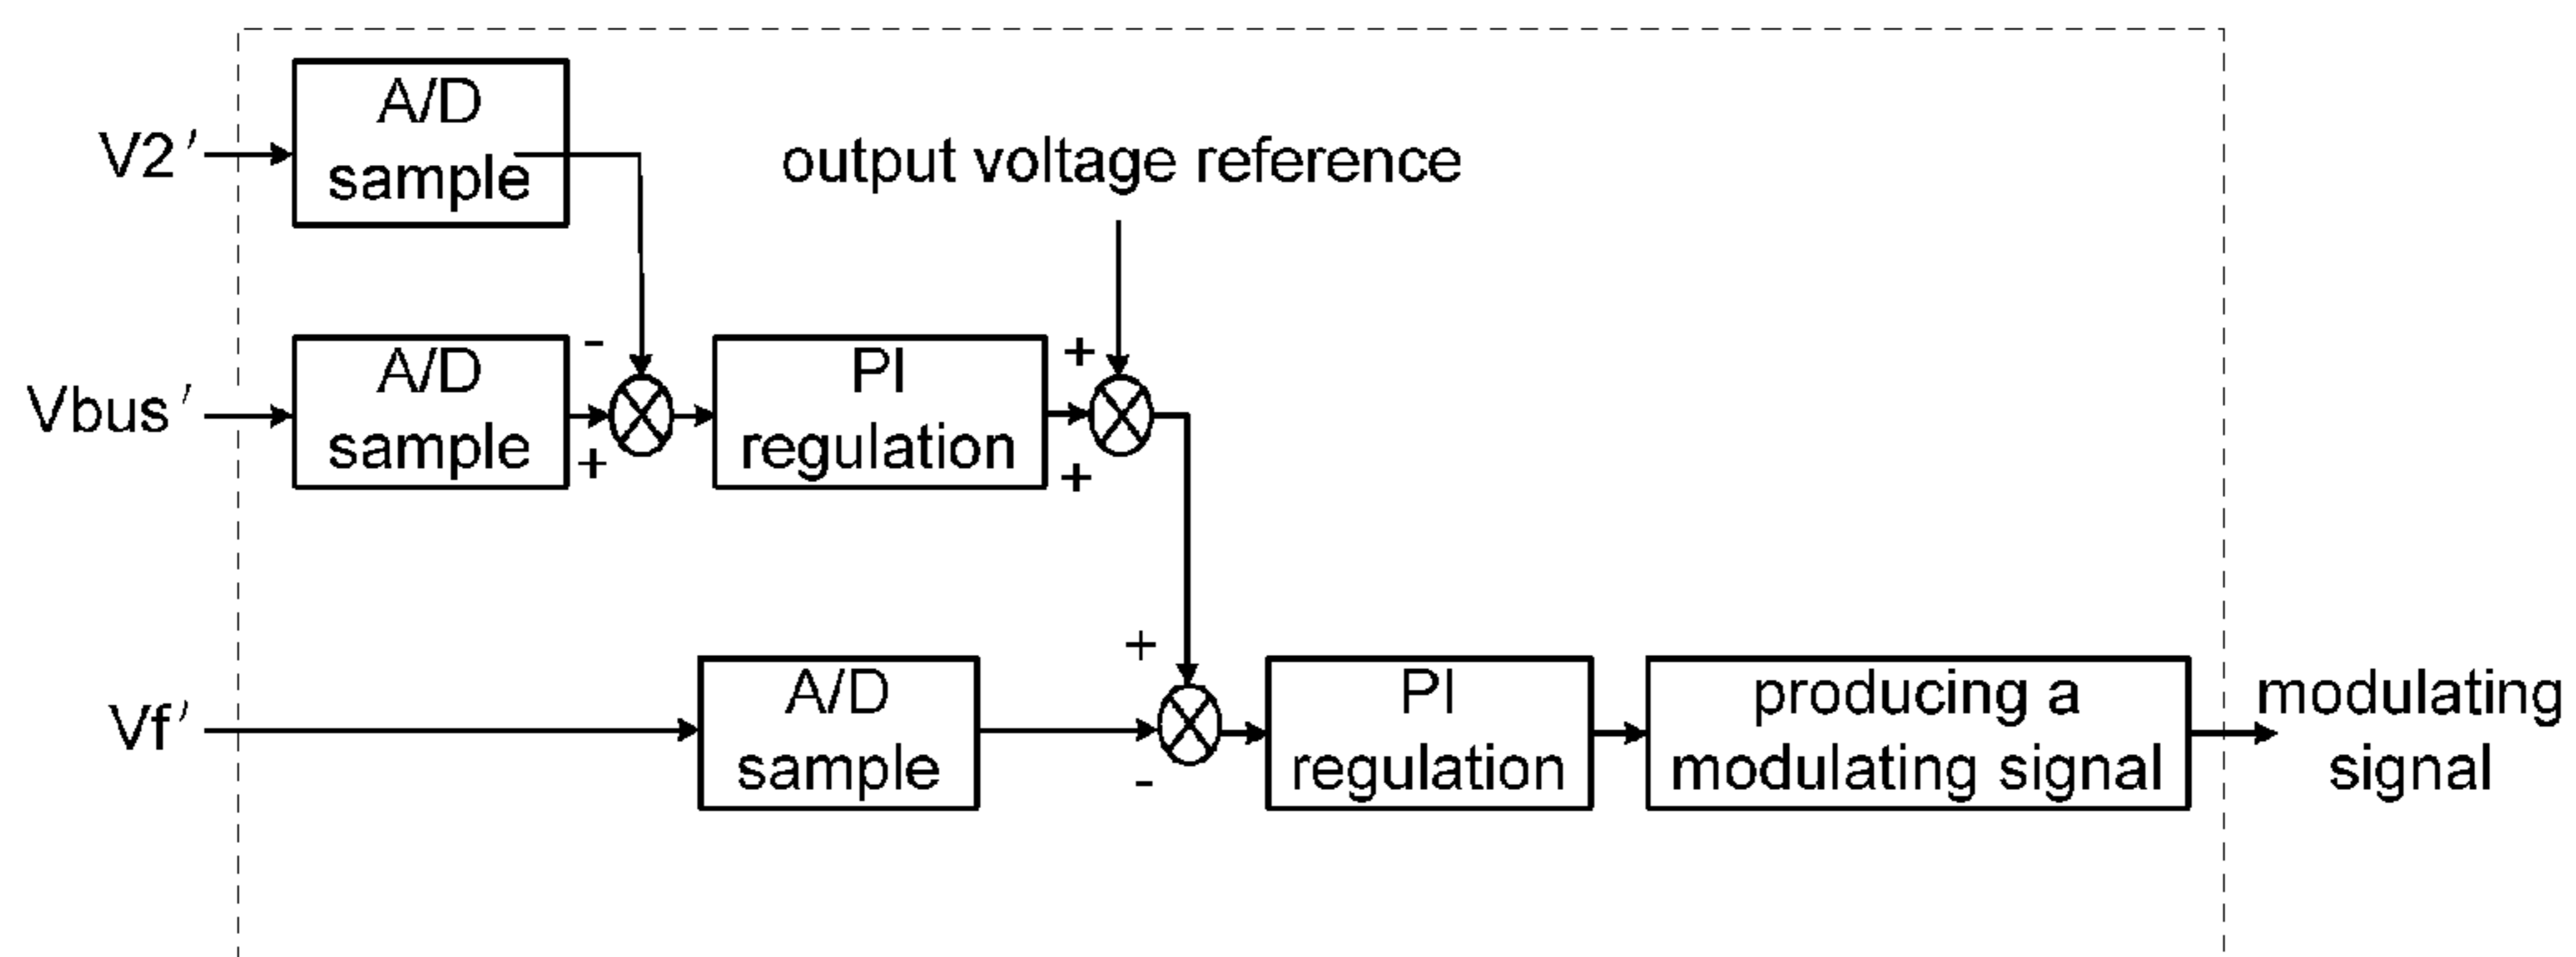 A/D
sample
V2′
output voltage reference
A/D
sample
Vbus′
-
+
PI
regulation
+
+
Vf′
A/D
sample
+
-
PI
regulation
producing a
modulating signal
modulating
signal